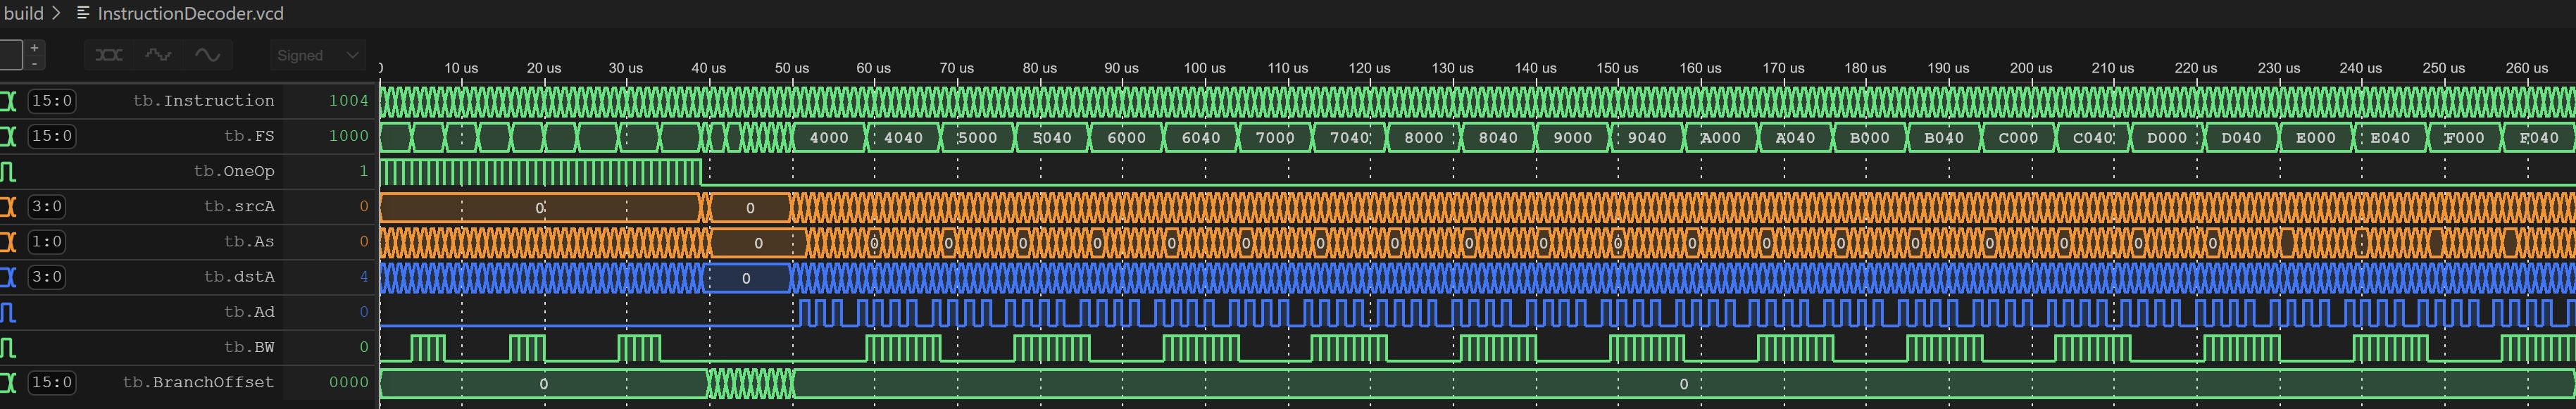 build > InstructionDecoder.vcd
+
-
Signed
0 10 us 20 us 30 us 40 us 50 us 60 us 70 us 80 us 90 us 100 us 110 us 120 us 130 us 140 us 150 us 160 us 170 us 180 us 190 us 200 us 210 us 220 us 230 us 240 us 250 us 260 us
15:0 tb.Instruction 1004
15:0 tb.FS 1000 4000 4040 5000 5040 6000 6040 7000 7040 8000 8040 9000 9040 A000 A040 B000 B040 C000 C040 D000 D040 E000 E040 F000 F040
tb.OneOp 1
3:0 tb.srcA 0 0 0
1:0 tb.As 0 0 0 0 0 0 0 0 0 0 0 0 0 0 0 0 0 0 0 0 0
3:0 tb.dstA 4 0
tb.Ad 0
tb.BW 0
15:0 tb.BranchOffset 0000 0 0